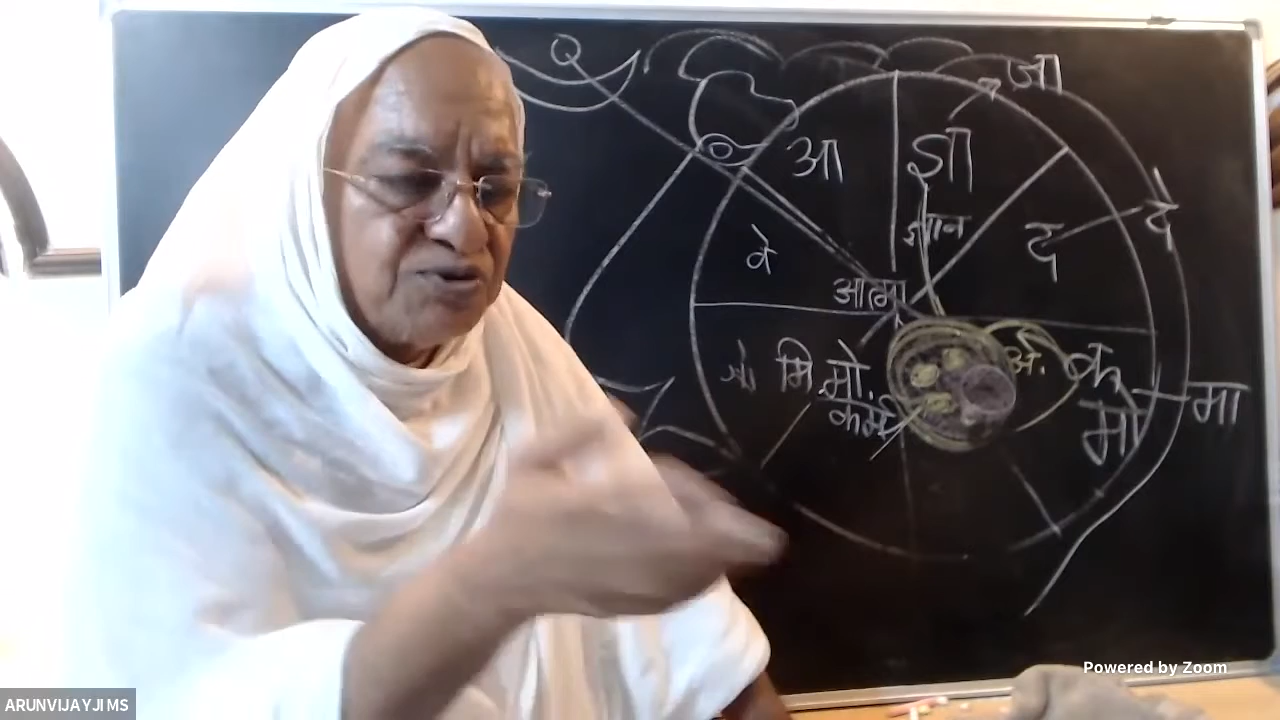 जा
आ ज्ञा
वे ज्ञान द दे
आत्मा
मि. मो. अं. क
कर्म मो मा
Powered by Zoom
ARUNVIJAYJI MS